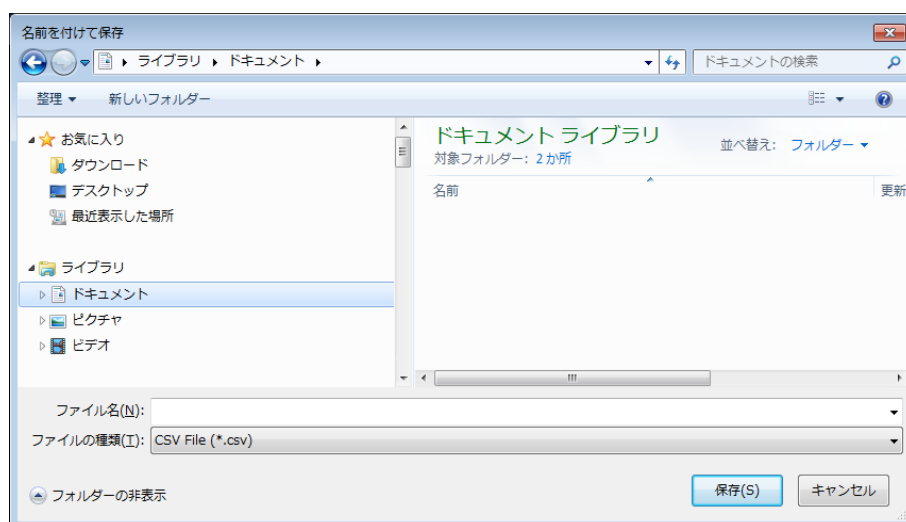 名前を付けて保存
ライブラリ ドキュメント
ドキュメントの検索
整理 新しいフォルダー
お気に入り
ダウンロード
デスクトップ
最近表示した場所
ライブラリ
ドキュメント
ピクチャ
ビデオ
ドキュメント ライブラリ
対象フォルダー: 2 か所
並べ替え: フォルダー
名前
更新
ファイル名(N):
ファイルの種類(T): CSV File (*.csv)
フォルダーの非表示
保存(S)
キャンセル